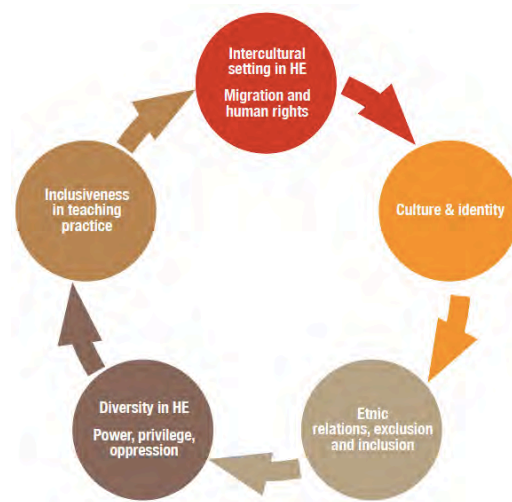 Intercultural
setting in HE
Migration and
human rights
Culture & identity
Etnic
relations, exclusion
and inclusion
Diversity in HE
Power, privilege,
oppression
Inclusiveness
in teaching
practice